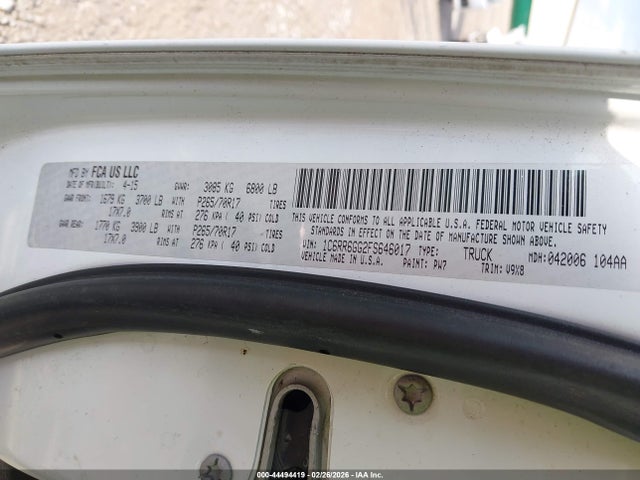 MFD BY FCA US LLC
DATE OF MFR/BUILT: 4-15 GVWR: 3085 KG 6800 LB
GAWR FRONT: 1679 KG 3700 LB WITH P265/70R17 TIRES
17X7.0 RIMS AT 276 KPA ( 40 PSI) COLD
GAWR REAR: 1770 KG 3900 LB WITH P265/70R17 TIRES
17X7.0 RIMS AT 276 KPA ( 40 PSI) COLD
THIS VEHICLE CONFORMS TO ALL APPLICABLE U.S.A. FEDERAL MOTOR VEHICLE SAFETY
STANDARDS IN EFFECT ON THE DATE OF MANUFACTURE SHOWN ABOVE.
VIN: 1C6RR6GG2FS646017 TYPE: TRUCK MDH: 042006 104AA
VEHICLE MADE IN U.S.A. PAINT: PW7 TRIM: V9X8
000-44494419 | 02/26/2026 - IAA Inc.